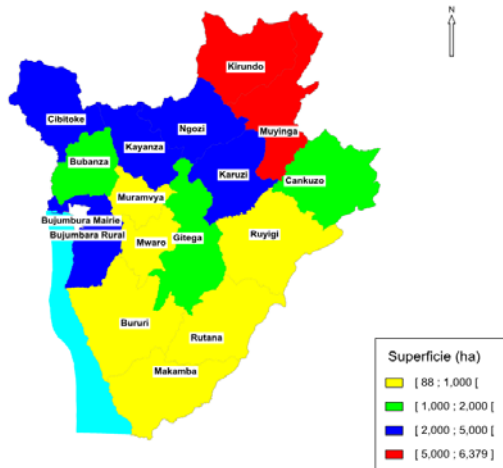 N
Kirundo
Cibitoke
Ngozi
Kayanza
Muyinga
Bubanza
Karuzi
Cankuzo
Muramvya
Bujumbura Mairie
Bujumbara Rural
Mwaro
Gitega
Ruyigi
Bururi
Rutana
Makamba
Superficie (ha)
[ 88 ; 1,000 [
[ 1,000 ; 2,000 [
[ 2,000 ; 5,000 [
[ 5,000 ; 6,379 ]